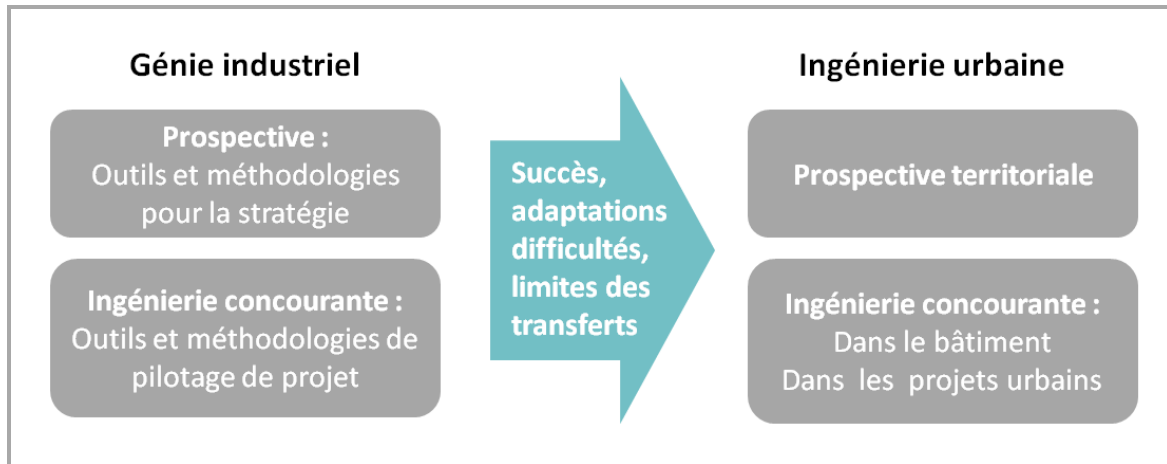 Génie industriel
Prospective :
Outils et méthodologies
pour la stratégie
Ingénierie concourante :
Outils et méthodologies de
pilotage de projet
Succès,
adaptations
difficultés,
limites des
transferts
Ingénierie urbaine
Prospective territoriale
Ingénierie concourante :
Dans le bâtiment
Dans les projets urbains